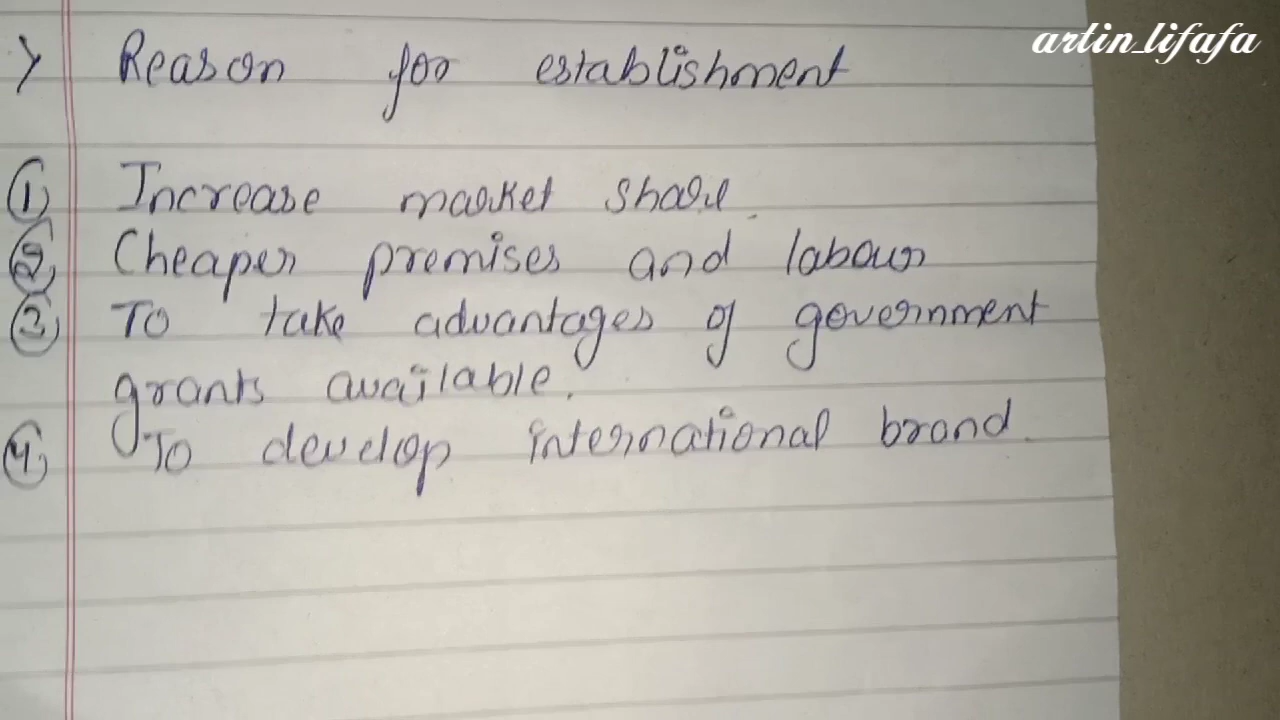 artin_lifafa
> Reason for establishment
① Increase market share.
② Cheaper premises and labour
③ To take advantages of government
grants available.
④ To develop international brand.